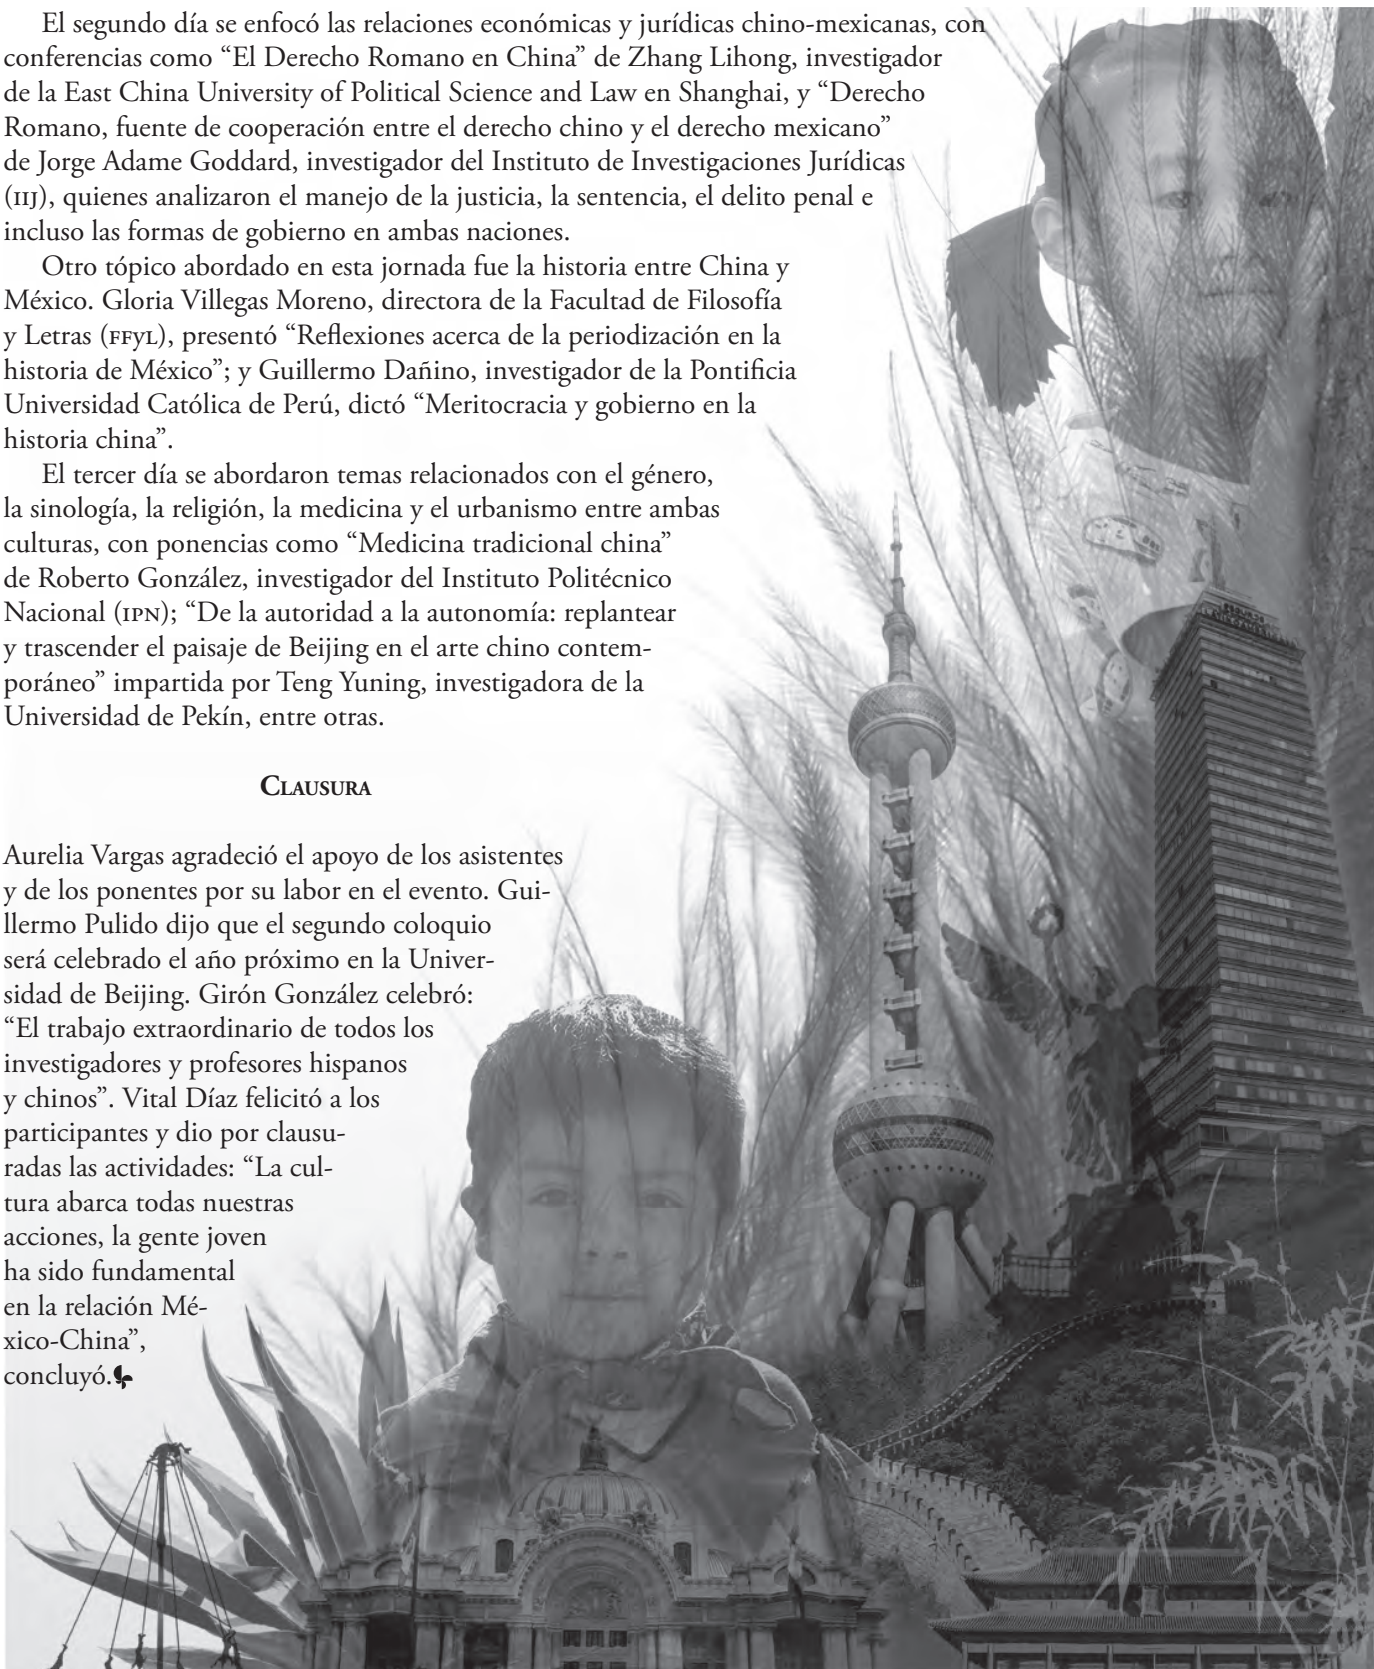 El segundo día se enfocó las relaciones económicas y jurídicas chino-mexicanas, con
conferencias como “El Derecho Romano en China” de Zhang Lihong, investigador
de la East China University of Political Science and Law en Shanghai, y “Derecho
Romano, fuente de cooperación entre el derecho chino y el derecho mexicano”
de Jorge Adame Goddard, investigador del Instituto de Investigaciones Jurídicas
(IIJ), quienes analizaron el manejo de la justicia, la sentencia, el delito penal e
incluso las formas de gobierno en ambas naciones.
Otro tópico abordado en esta jornada fue la historia entre China y
México. Gloria Villegas Moreno, directora de la Facultad de Filosofía
y Letras (FFyL), presentó “Reflexiones acerca de la periodización en la
historia de México”; y Guillermo Dañino, investigador de la Pontificia
Universidad Católica de Perú, dictó “Meritocracia y gobierno en la
historia china”.
El tercer día se abordaron temas relacionados con el género,
la sinología, la religión, la medicina y el urbanismo entre ambas
culturas, con ponencias como “Medicina tradicional china”
de Roberto González, investigador del Instituto Politécnico
Nacional (IPN); “De la autoridad a la autonomía: replantear
y trascender el paisaje de Beijing en el arte chino contem-
poráneo” impartida por Teng Yuning, investigadora de la
Universidad de Pekín, entre otras.
CLAUSURA
Aurelia Vargas agradeció el apoyo de los asistentes
y de los ponentes por su labor en el evento. Gui-
llermo Pulido dijo que el segundo coloquio
será celebrado el año próximo en la Univer-
sidad de Beijing. Girón González celebró:
“El trabajo extraordinario de todos los
investigadores y profesores hispanos
y chinos”. Vital Díaz felicitó a los
participantes y dio por clausu-
radas las actividades: “La cul-
tura abarca todas nuestras
acciones, la gente joven
ha sido fundamental
en la relación Mé-
xico-China”,
concluyó.